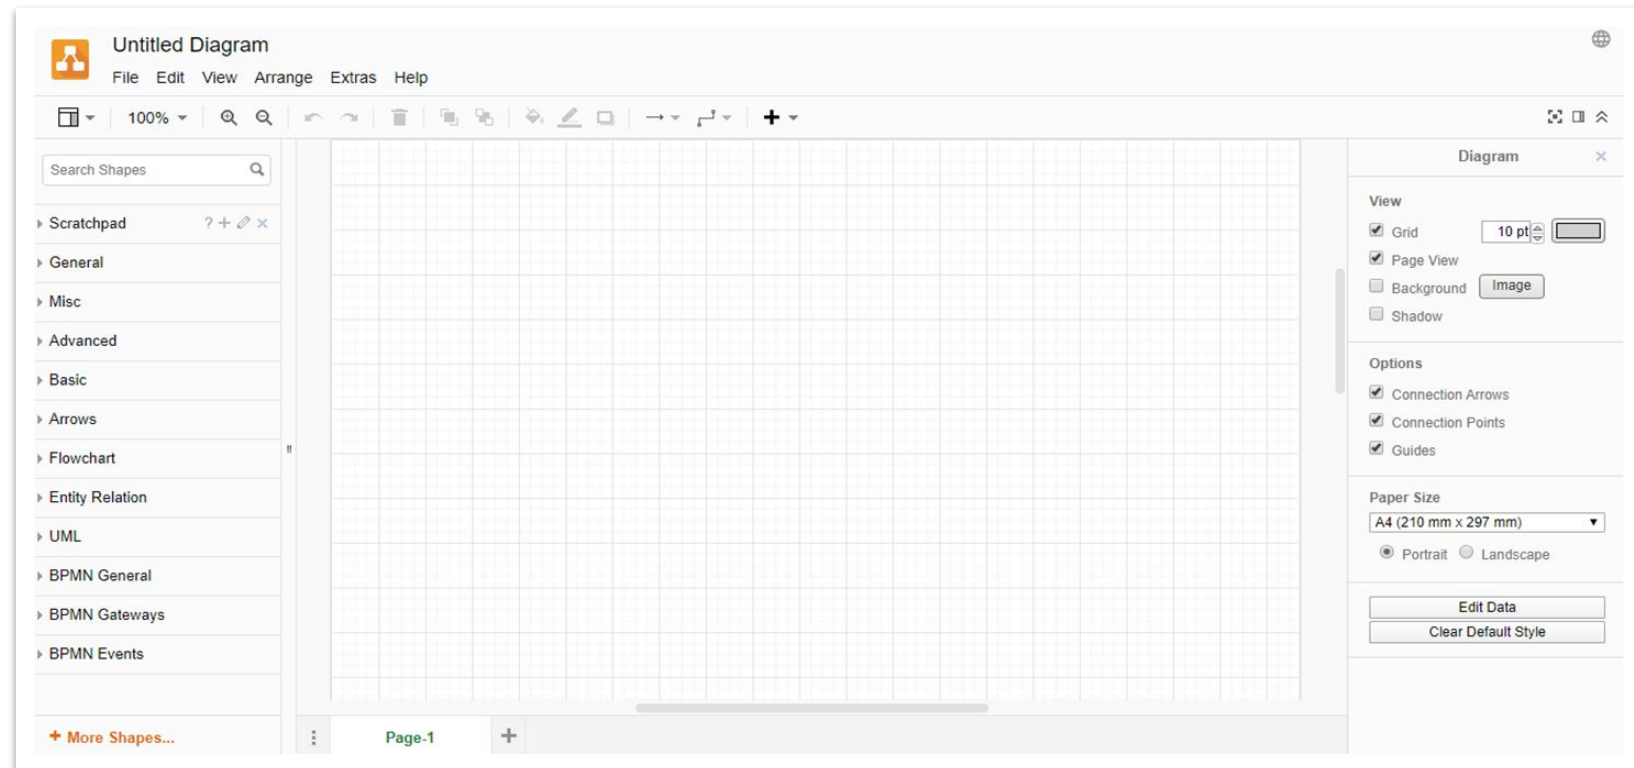 Untitled Diagram
File Edit View Arrange Extras Help
100%
Search Shapes
Scratchpad ?
General
Misc
Advanced
Basic
Arrows
Flowchart
Entity Relation
UML
BPMN General
BPMN Gateways
BPMN Events
+ More Shapes...
Page-1
Diagram
View
Grid 10 pt
Page View
Background Image
Shadow
Options
Connection Arrows
Connection Points
Guides
Paper Size
A4 (210 mm x 297 mm)
Portrait Landscape
Edit Data
Clear Default Style